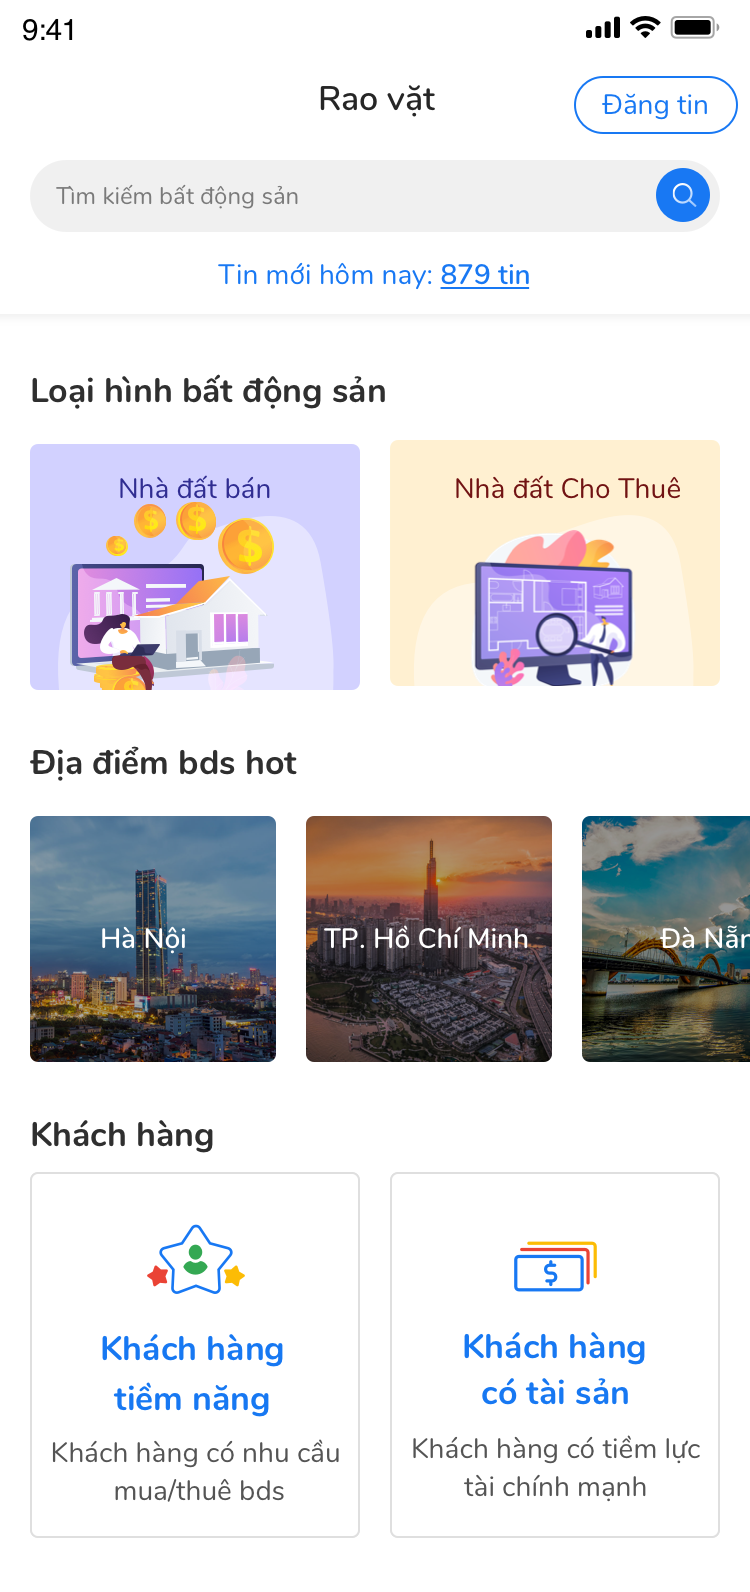 9:41
Rao vặt
Đăng tin
Tìm kiếm bất động sản
Tin mới hôm nay: 879 tin
Loại hình bất động sản
Nhà đất bán
Nhà đất Cho Thuê
Địa điểm bds hot
Hà Nội
TP. Hồ Chí Minh
Đà Nẵn
Khách hàng
Khách hàng
tiềm năng
Khách hàng có nhu cầu
mua/thuê bds
Khách hàng
có tài sản
Khách hàng có tiềm lực
tài chính mạnh